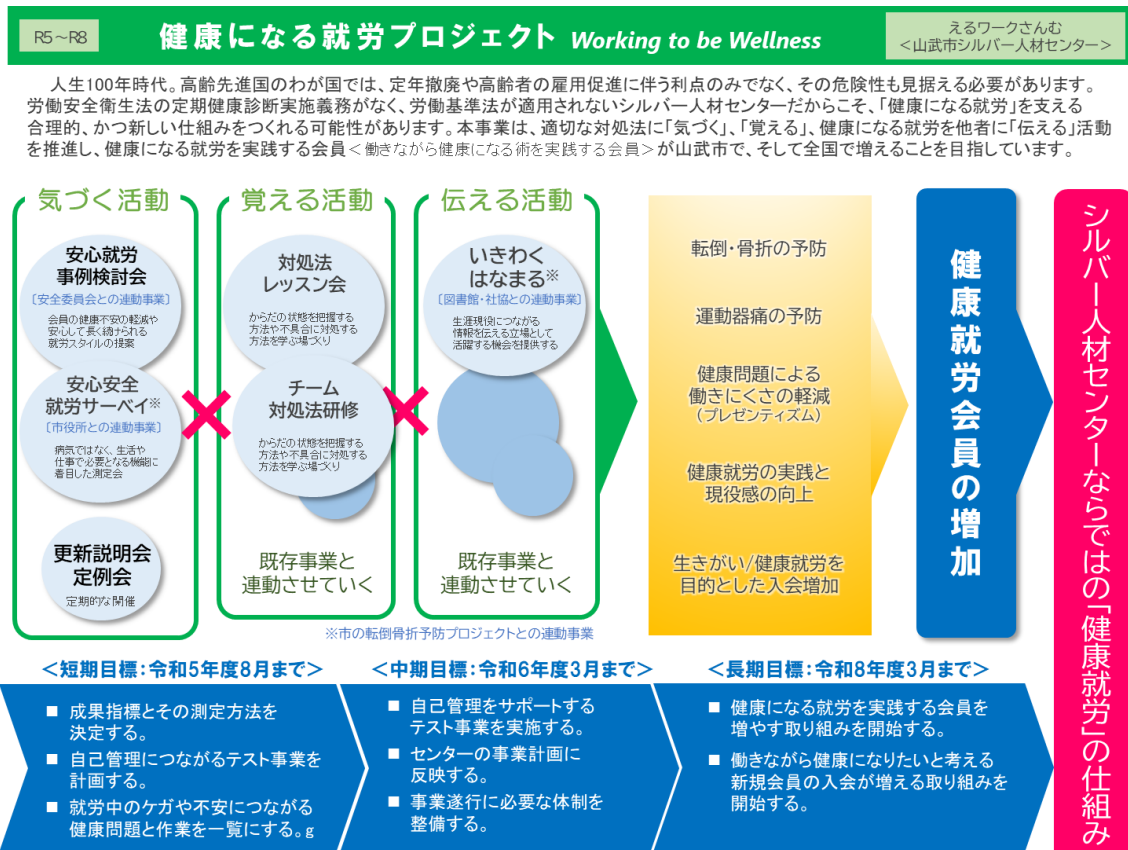 R5～R8
健康になる就労プロジェクト Working to be Wellness
えるワークさんむ
＜山武市シルバー人材センター＞
人生100年時代。高齢先進国のわが国では、定年撤廃や高齢者の雇用促進に伴う利点のみでなく、その危険性も見据える必要があります。
労働安全衛生法の定期健康診断実施義務がなく、労働基準法が適用されないシルバー人材センターだからこそ、「健康になる就労」を支える
合理的、かつ新しい仕組みをつくれる可能性があります。本事業は、適切な対処法に「気づく」、「覚える」、健康になる就労を他者に「伝える」活動
を推進し、健康になる就労を実践する会員＜働きながら健康になる術を実践する会員＞が山武市で、そして全国で増えることを目指しています。
気づく活動
安心就労
事例検討会
〔安全委員会との連動事業〕
会員の健康不安の軽減や
安心して長く続けられる
就労スタイルの提案
安心安全
就労サーベイ※
〔市役所との連動事業〕
病気ではなく、生活や
仕事で必要となる機能に
着目した測定会
更新説明会
定例会
定期的な開催
覚える活動
対処法
レッスン会
からだの状態を把握する
方法や不具合に対処する
方法を学ぶ場づくり
チーム
対処法研修
からだの状態を把握する
方法や不具合に対処する
方法を学ぶ場づくり
既存事業と
連動させていく
伝える活動
いきわく
はなまる※
〔図書館・社協との連動事業〕
生涯現役につながる
情報を伝える立場として
活躍する機会を提供する
既存事業と
連動させていく
※市の転倒骨折予防プロジェクトとの連動事業
転倒・骨折の予防
運動器痛の予防
健康問題による
働きにくさの軽減
（プレゼンティズム）
健康就労の実践と
現役感の向上
生きがい/健康就労を
目的とした入会増加
健康就労会員の増加
シルバー人材センターならではの「健康就労」の仕組み
＜短期目標：令和5年度8月まで＞
■ 成果指標とその測定方法を
決定する。
■ 自己管理につながるテスト事業を
計画する。
■ 就労中のケガや不安につながる
健康問題と作業を一覧にする。g
＜中期目標：令和6年度3月まで＞
■ 自己管理をサポートする
テスト事業を実施する。
■ センターの事業計画に
反映する。
■ 事業遂行に必要な体制を
整備する。
＜長期目標：令和8年度3月まで＞
■ 健康になる就労を実践する会員を
増やす取り組みを開始する。
■ 働きながら健康になりたいと考える
新規会員の入会が増える取り組みを
開始する。